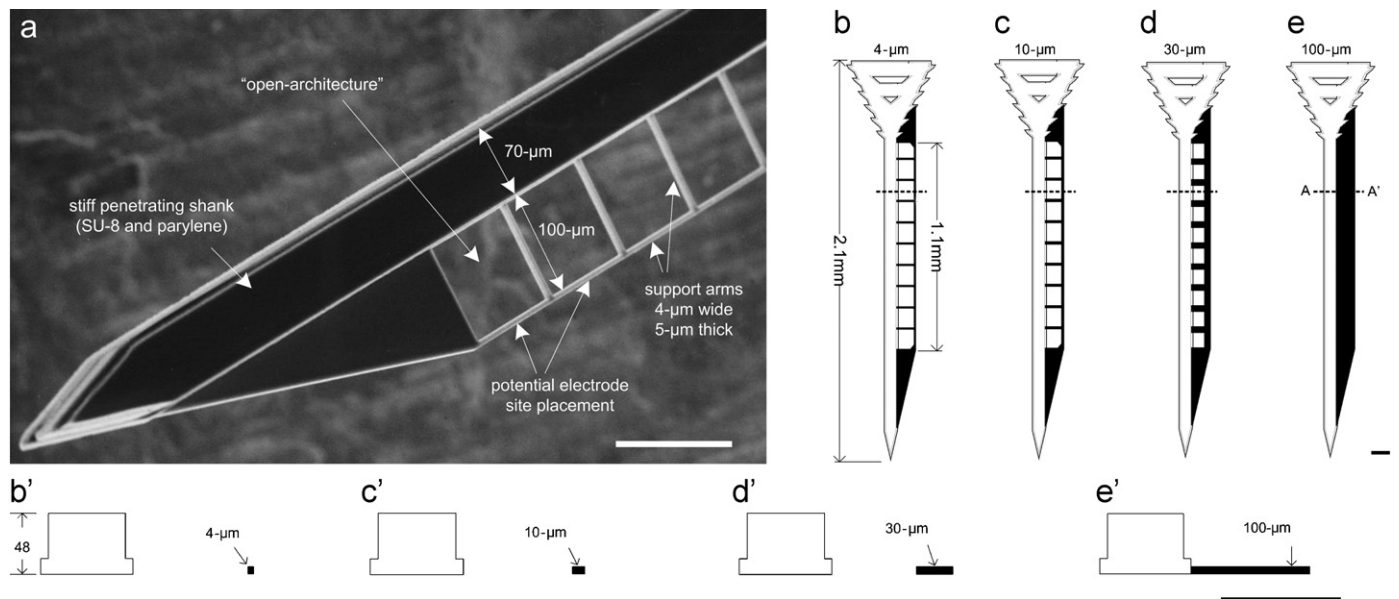 a
"open-architecture"
70-µm
stiff penetrating shank
(SU-8 and parylene)
100-µm
support arms
4-µm wide
5-µm thick
potential electrode
site placement
b
4-µm
2.1mm
1.1mm
c
10-µm
d
30-µm
e
100-µm
A
A'
b'
48
4-µm
c'
10-µm
d'
30-µm
e'
100-µm